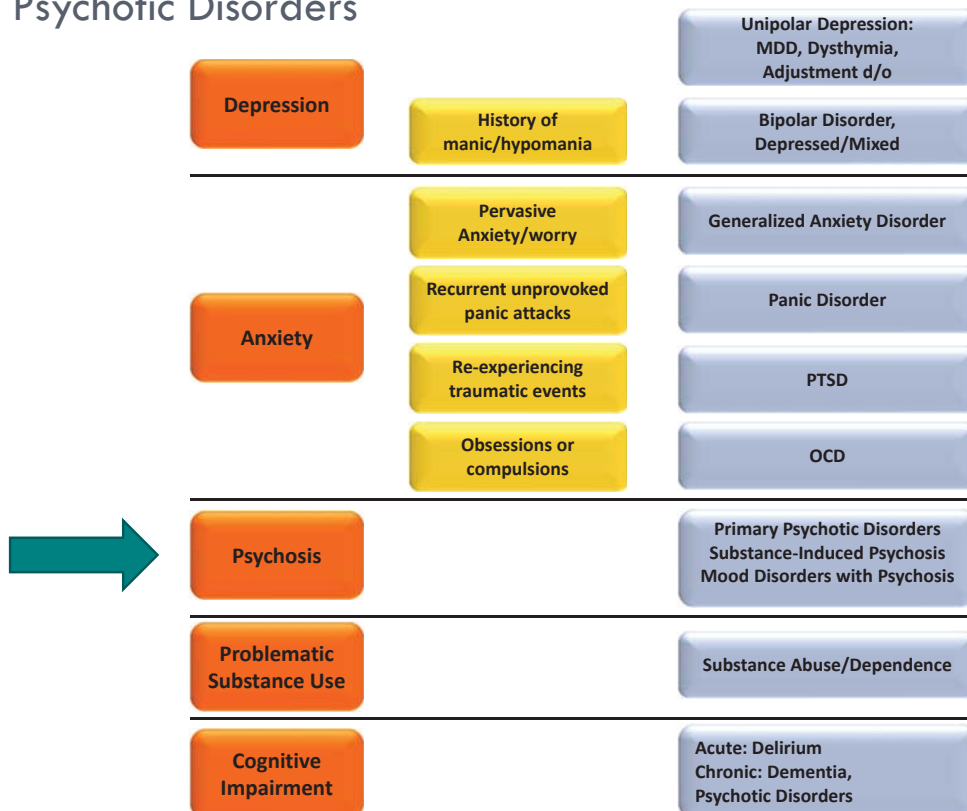 Psychotic Disorders
Unipolar Depression:
MDD, Dysthymia,
Adjustment d/o
Depression
History of
manic/hypomania
Bipolar Disorder,
Depressed/Mixed
Pervasive
Anxiety/worry
Generalized Anxiety Disorder
Anxiety
Recurrent unprovoked
panic attacks
Panic Disorder
Re-experiencing
traumatic events
PTSD
Obsessions or
compulsions
OCD
Psychosis
Primary Psychotic Disorders
Substance-Induced Psychosis
Mood Disorders with Psychosis
Problematic
Substance Use
Substance Abuse/Dependence
Cognitive
Impairment
Acute: Delirium
Chronic: Dementia,
Psychotic Disorders